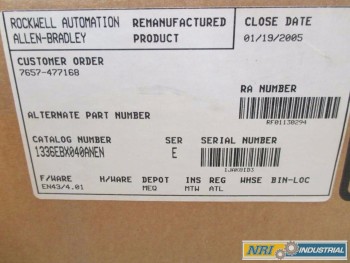 ROCKWELL AUTOMATION REMANUFACTURED CLOSE DATE
ALLEN-BRADLEY PRODUCT 01/19/2005
CUSTOMER ORDER
7657-477168
RA NUMBER
ALTERNATE PART NUMBER RF01130294
CATALOG NUMBER SER SERIAL NUMBER
1336EBX040ANEN E
F/WARE H/WARE DEPOT INS REG WHSE BIN-LOC
EN43/4.01 MEQ MTW ATL
NRI INDUSTRIAL